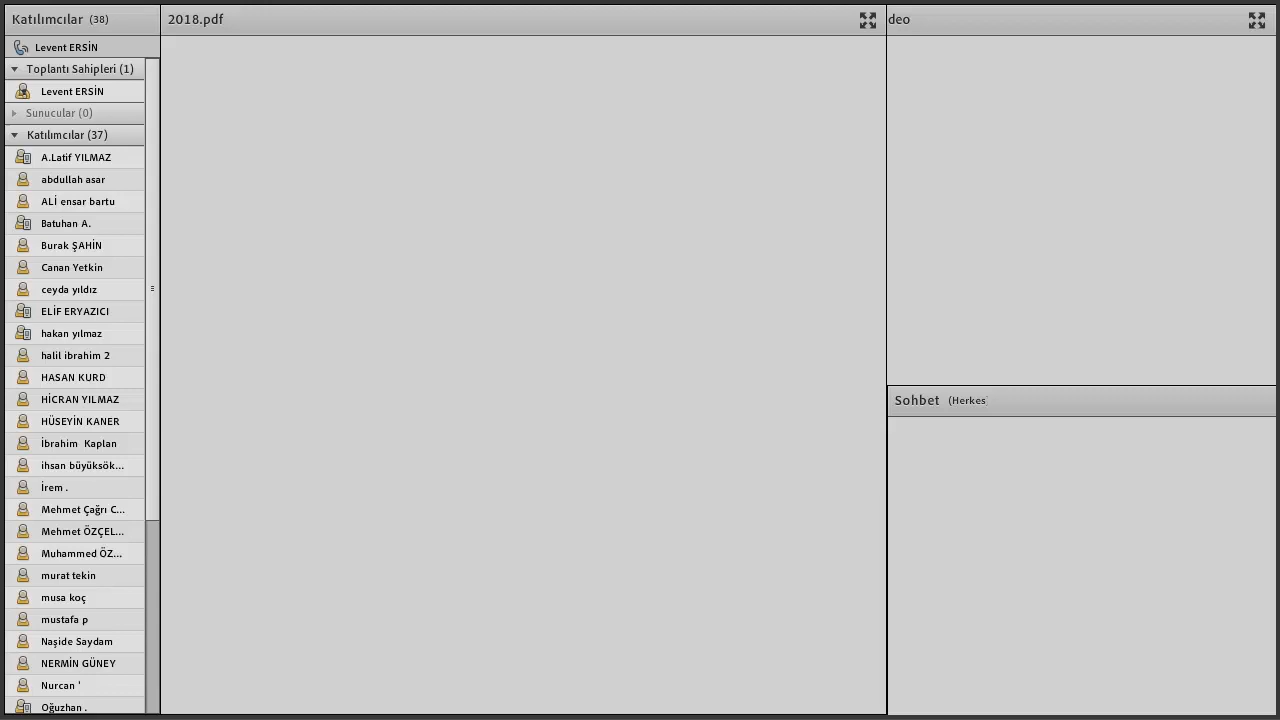 Katılımcılar (38)
Levent ERSİN
Toplantı Sahipleri (1)
Levent ERSİN
Sunucular (0)
Katılımcılar (37)
A.Latif YILMAZ
abdullah asar
ALİ ensar bartu
Batuhan A.
Burak ŞAHİN
Canan Yetkin
ceyda yıldız
ELİF ERYAZICI
hakan yılmaz
halil ibrahim 2
HASAN KURD
HİCRAN YILMAZ
HÜSEYİN KANER
İbrahim  Kaplan
ihsan büyüksök...
İrem .
Mehmet Çağrı C...
Mehmet ÖZÇEL...
Muhammed ÖZ...
murat tekin
musa koç
mustafa p
Naşide Saydam
NERMİN GÜNEY
Nurcan '
Oğuzhan .
2018.pdf
deo
Sohbet (Herkes